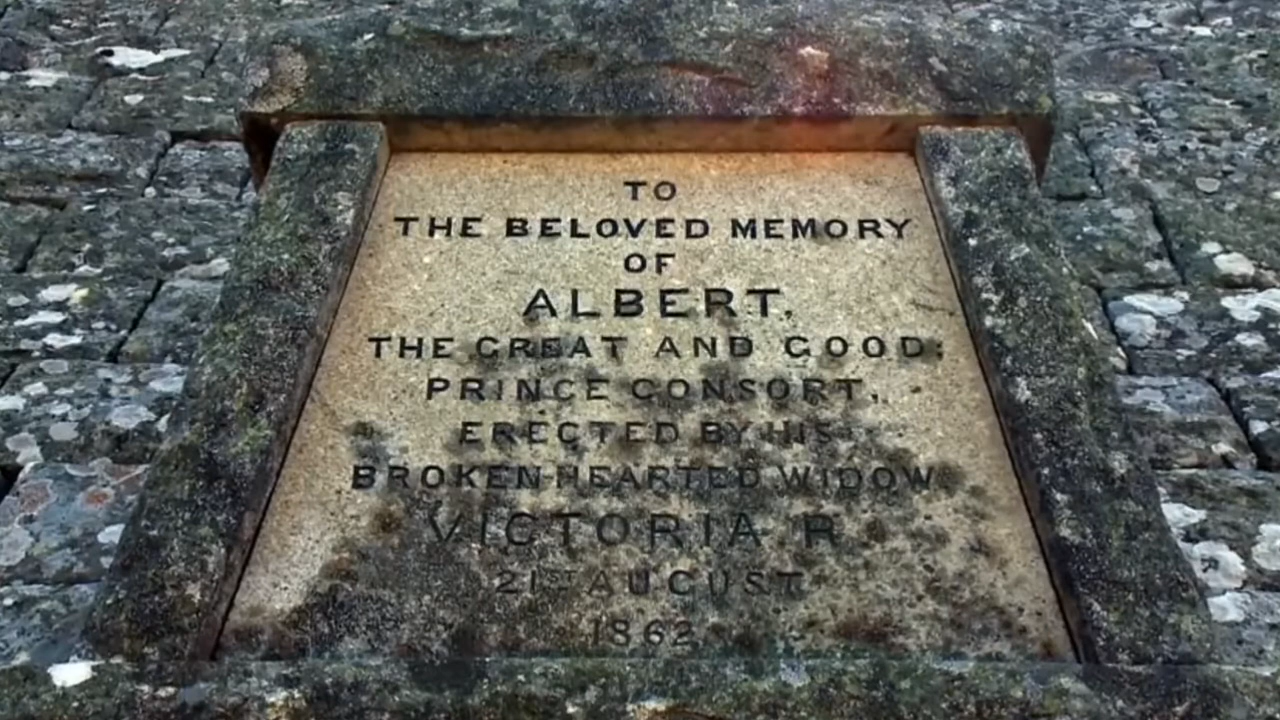 TO
THE BELOVED MEMORY
OF
ALBERT,
THE GREAT AND GOOD;
PRINCE CONSORT,
ERECTED BY HIS
BROKEN-HEARTED WIDOW
VICTORIA R
21ST AUGUST
1862